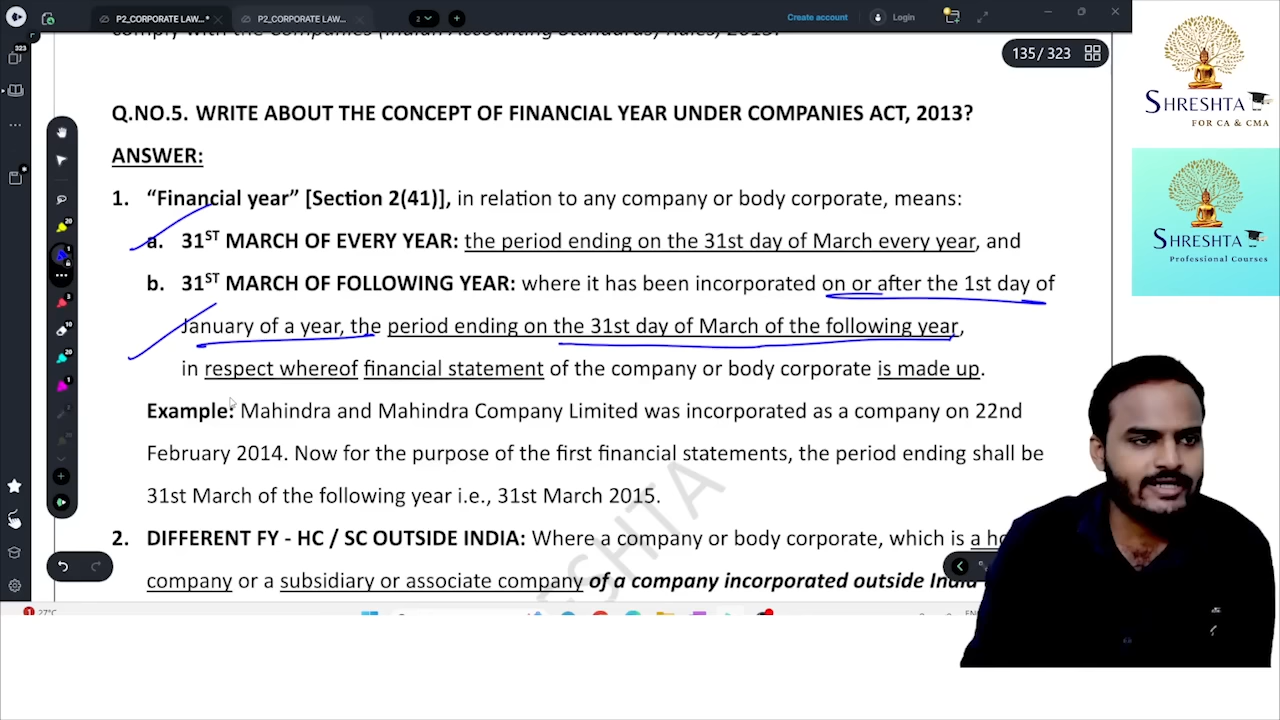 P2_CORPORATE LAW...* P2_CORPORATE LAW... 2 Create account Login
323
135/ 323
SHRESHTA
FOR CA & CMA
Q.NO.5. WRITE ABOUT THE CONCEPT OF FINANCIAL YEAR UNDER COMPANIES ACT, 2013?
ANSWER:
1. “Financial year” [Section 2(41)], in relation to any company or body corporate, means:
a. 31ST MARCH OF EVERY YEAR: the period ending on the 31st day of March every year, and
b. 31ST MARCH OF FOLLOWING YEAR: where it has been incorporated on or after the 1st day of
January of a year, the period ending on the 31st day of March of the following year,
in respect whereof financial statement of the company or body corporate is made up.
Example: Mahindra and Mahindra Company Limited was incorporated as a company on 22nd
February 2014. Now for the purpose of the first financial statements, the period ending shall be
31st March of the following year i.e., 31st March 2015.
2. DIFFERENT FY - HC / SC OUTSIDE INDIA: Where a company or body corporate, which is a
company or a subsidiary or associate company of a company incorporated outside India
SHRESHTA
Professional Courses
27°C